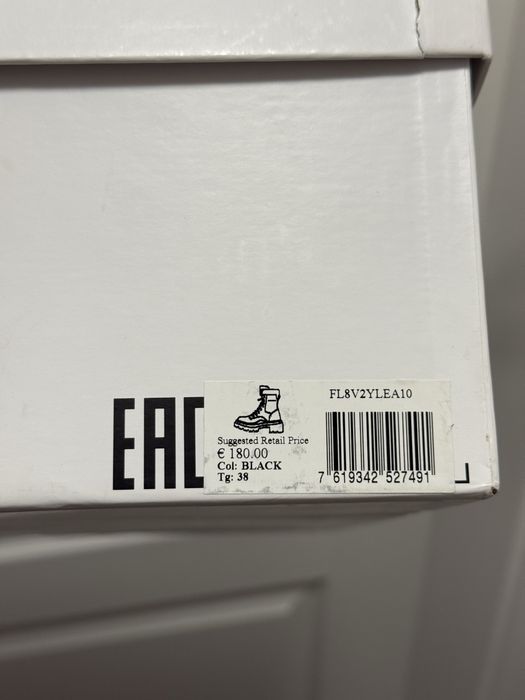 EAC
FL8V2YLEA10
Suggested Retail Price
€ 180.00
Col: BLACK
Tg: 38
7 619342 527491